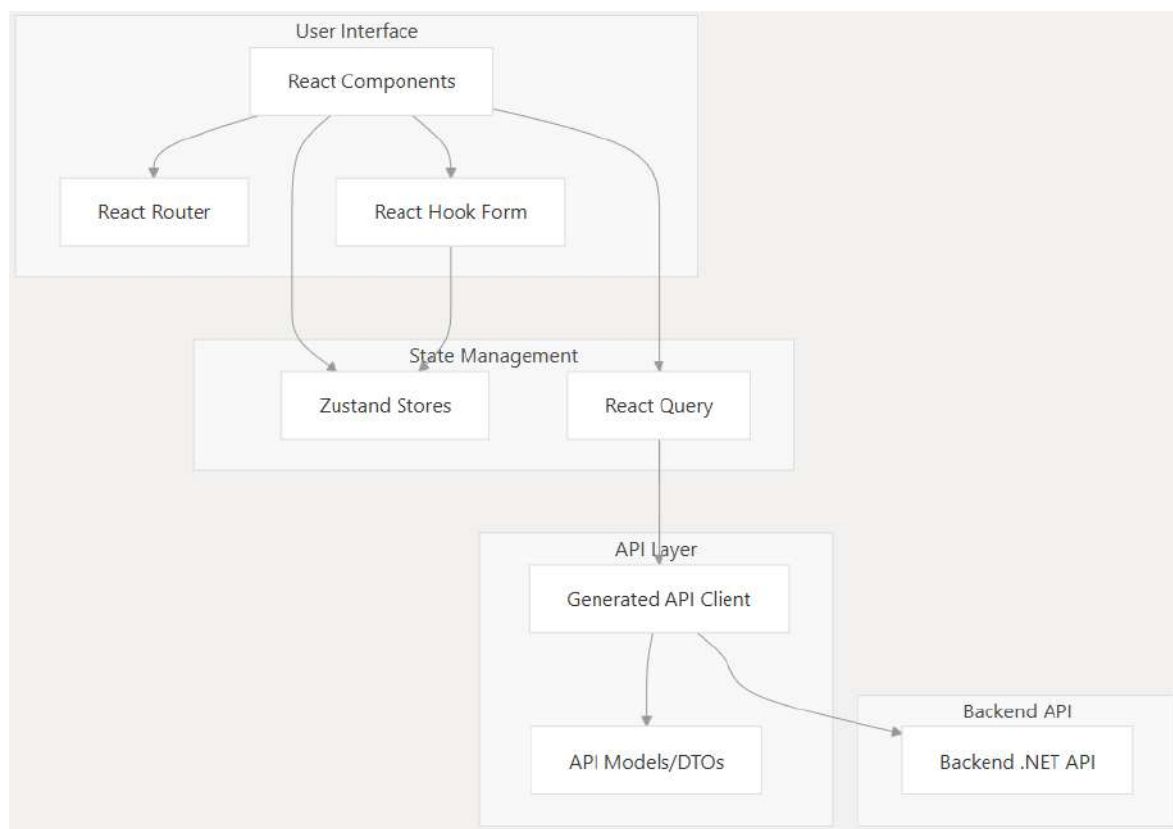 User Interface
React Components
React Router
React Hook Form
State Management
Zustand Stores
React Query
API Layer
Generated API Client
API Models/DTOs
Backend API
Backend .NET API